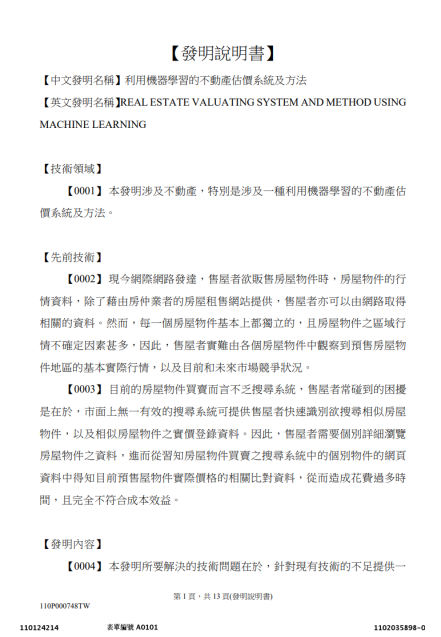 【發明說明書】
【中文發明名稱】利用機器學習的不動產估價系統及方法
【英文發明名稱】REAL ESTATE VALUATING SYSTEM AND METHOD USING
MACHINE LEARNING
【技術領域】
【0001】本發明涉及不動產，特別是涉及一種利用機器學習的不動產估
價系統及方法。
【先前技術】
【0002】現今網際網路發達，售屋者欲販售房屋物件時，房屋物件的行
情資料，除了藉由房仲業者的房屋租售網站提供，售屋者亦可以由網路取得
相關的資料。然而，每一個房屋物件基本上都獨立的，且房屋物件之區域行
情不確定因素甚多，因此，售屋者實難由各個房屋物件中觀察到預售房屋物
件地區的基本實際行情，以及目前和未來市場競爭狀況。
【0003】目前的房屋物件買賣而言不乏搜尋系統，售屋者常碰到的困擾
是在於，市面上無一有效的搜尋系統可提供售屋者快速識別欲搜尋相似房屋
物件，以及相似房屋物件之實價登錄資料。因此，售屋者需要個別詳細瀏覽
房屋物件之資料，進而從習知房屋物件買賣之搜尋系統中的個別物件的網頁
資料中得知目前預售屋物件實際價格的相關比對資料，從而造成花費過多時
間，且完全不符合成本效益。
【發明內容】
【0004】本發明所要解決的技術問題在於，針對現有技術的不足提供一
第 1 頁，共 13 頁(發明說明書)
110P000748TW
110124214 表單編號 A0101 1102035898-0